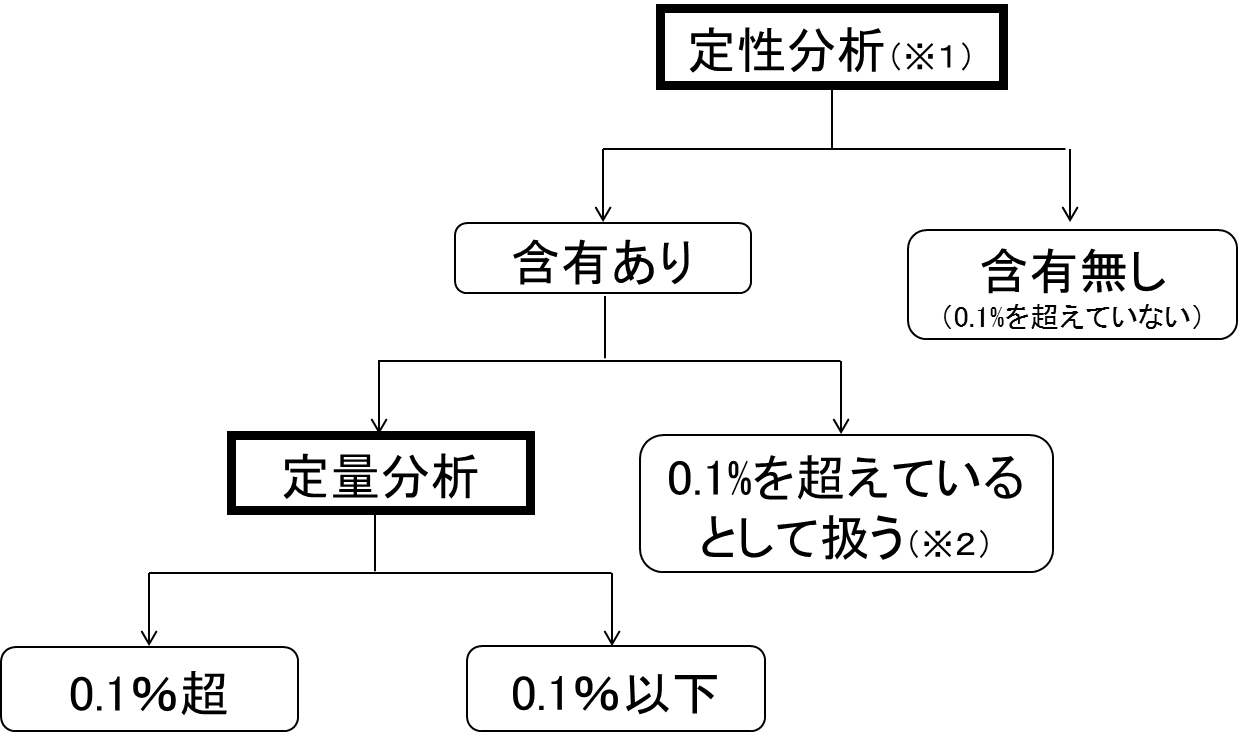 定性分析(※1)
含有あり
含有無し
(0.1%を超えていない)
定量分析
0.1%を超えている
として扱う(※2)
0.1%超
0.1%以下